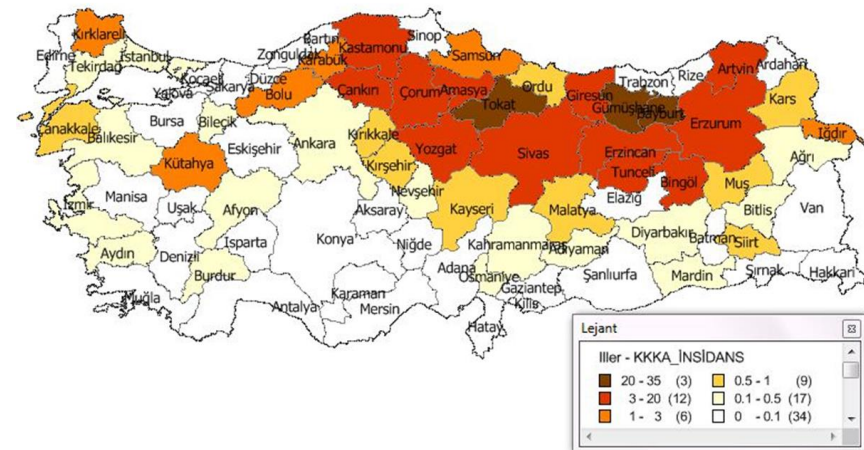 Kırklareli
Edirne
Tekirdağ
İstanbul
Kocaeli
Yalova
Sakarya
Düzce
Bolu
Zonguldak
Bartın
Karabük
Kastamonu
Sinop
Samsun
Çankırı
Çorum
Amasya
Tokat
Ordu
Giresun
Trabzon
Gümüşhane
Bayburt
Rize
Artvin
Ardahan
Kars
Iğdır
Erzurum
Erzincan
Ağrı
Çanakkale
Balıkesir
Bursa
Bilecik
Kütahya
Eskişehir
Ankara
Kırıkkale
Kırşehir
Yozgat
Sivas
Tunceli
Bingöl
Elazığ
Muş
Bitlis
Van
Manisa
İzmir
Uşak
Afyon
Konya
Aksaray
Nevşehir
Kayseri
Malatya
Diyarbakır
Batman
Siirt
Aydın
Denizli
Isparta
Burdur
Niğde
Kahramanmaraş
Adıyaman
Mardin
Şırnak
Hakkari
Muğla
Antalya
Karaman
Mersin
Adana
Osmaniye
Gaziantep
Kilis
Şanlıurfa
Hatay
Lejant
Iller - KKKA_İNSİDANS
20 - 35 (3) 0.5 - 1 (9)
3 - 20 (12) 0.1 - 0.5 (17)
1 - 3 (6) 0 - 0.1 (34)